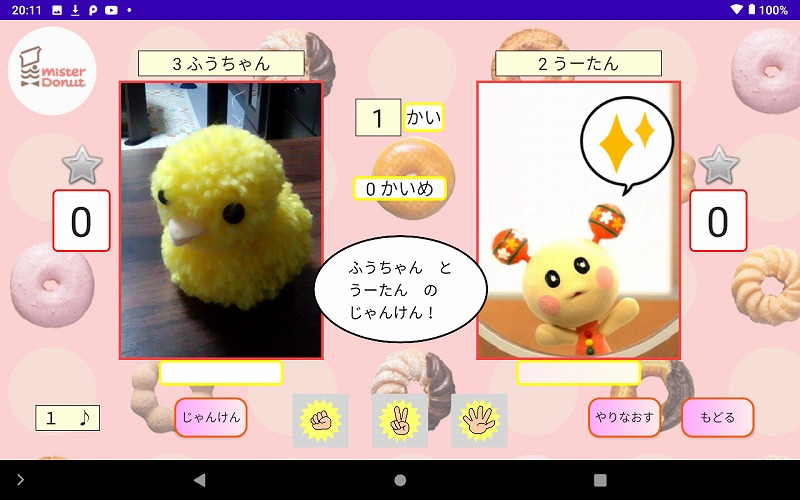 20:11
100%
mister
Donut
3 ふうちゃん
2 うーたん
1 かい
0 かいめ
0
0
ふうちゃん と
うーたん の
じゃんけん！
1 ♪
じゃんけん
やりなおす
もどる